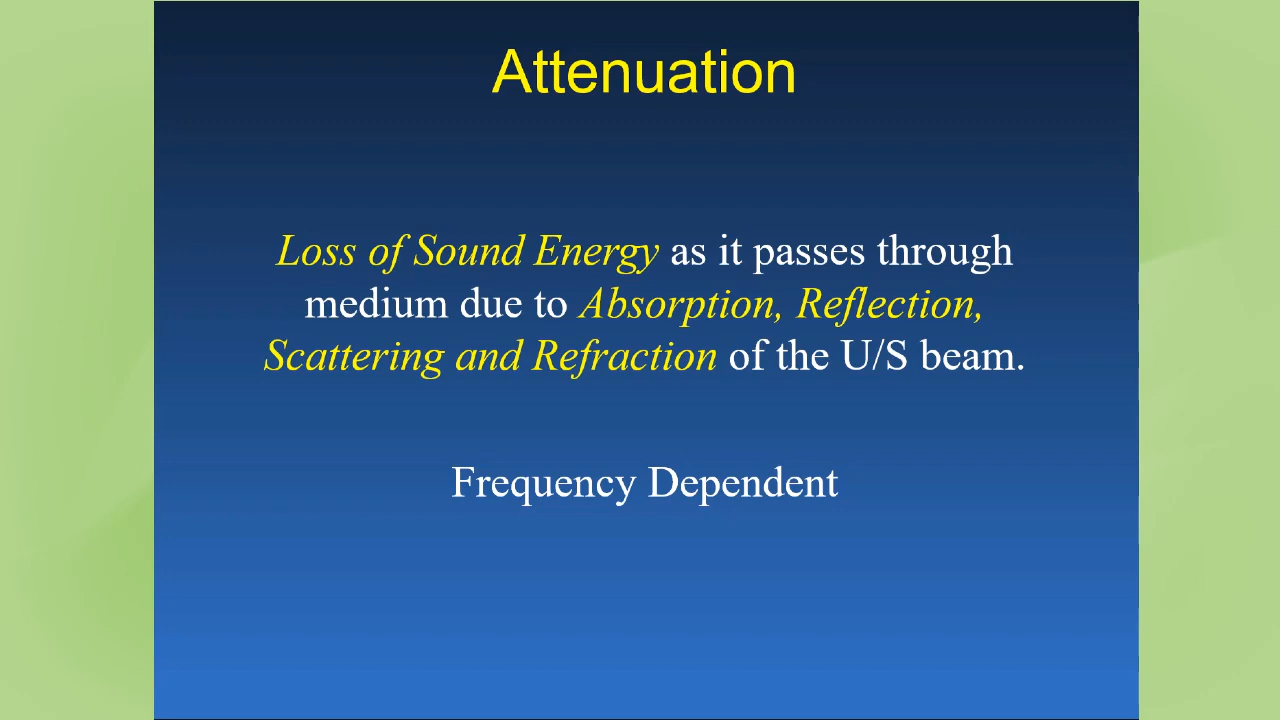 Attenuation
Loss of Sound Energy as it passes through
medium due to Absorption, Reflection,
Scattering and Refraction of the U/S beam.
Frequency Dependent